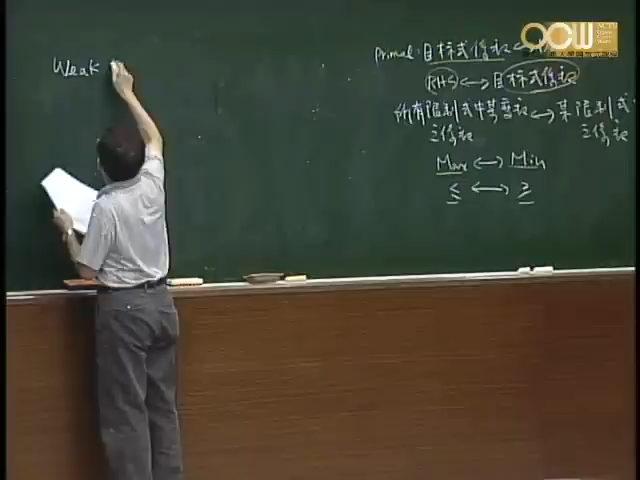 Weak
Primal: 目标式係数 ↔
RHS ↔ 目标式係数
所有限制式中某变数 ↔ 某限制式
之係数 之係数
Max ↔ Min
≤ ↔ ≥
OCW